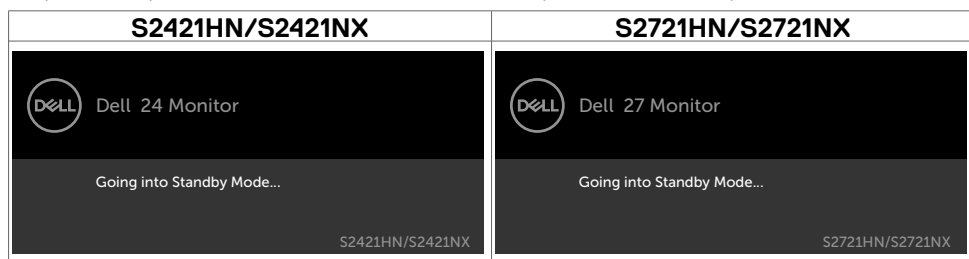 S2421HN/S2421NX
S2721HN/S2721NX
DELL
Dell 24 Monitor
Going into Standby Mode...
S2421HN/S2421NX
DELL
Dell 27 Monitor
Going into Standby Mode...
S2721HN/S2721NX